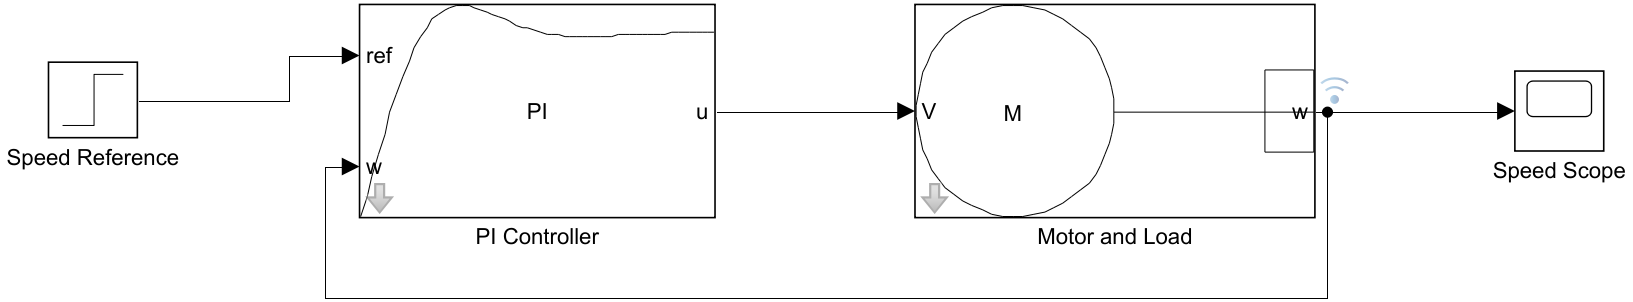 ref
PI
u
w
Speed Reference
PI Controller
V
M
w
Motor and Load
Speed Scope